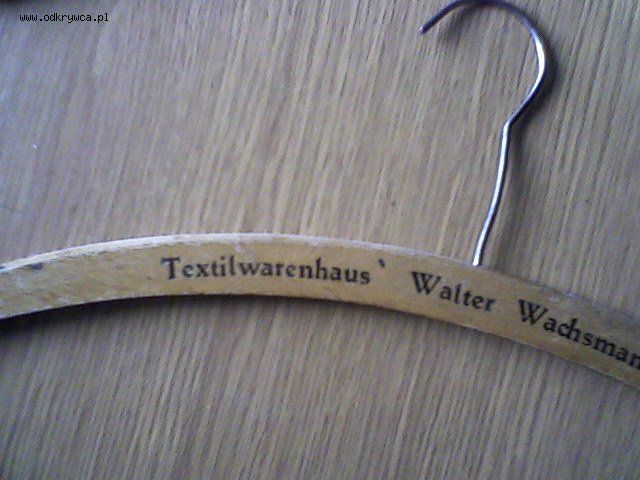 www.odkrywca.pl
Textilwarenhaus Walter Wachsman